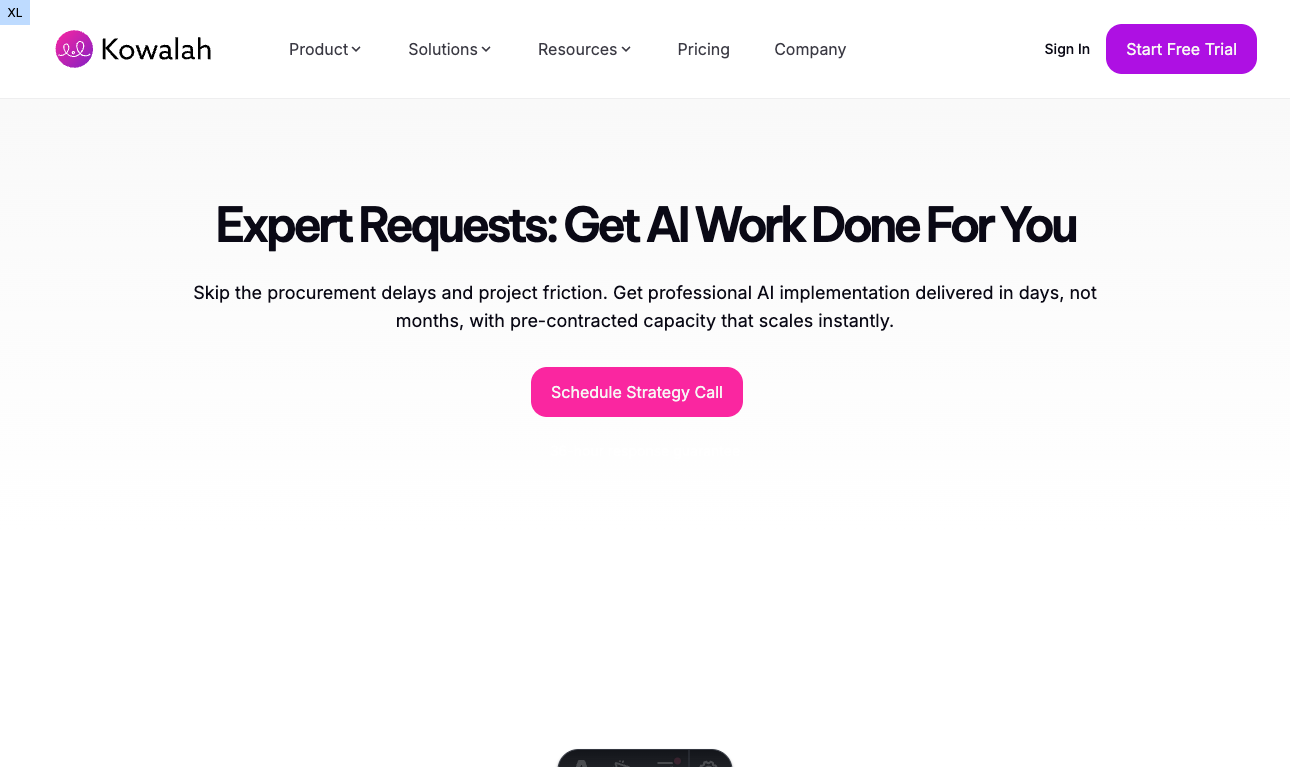 XL
Kowalah
Product
Solutions
Resources
Pricing
Company
Sign In
Start Free Trial
Expert Requests: Get AI Work Done For You
Skip the procurement delays and project friction. Get professional AI implementation delivered in days, not
months, with pre-contracted capacity that scales instantly.
Schedule Strategy Call